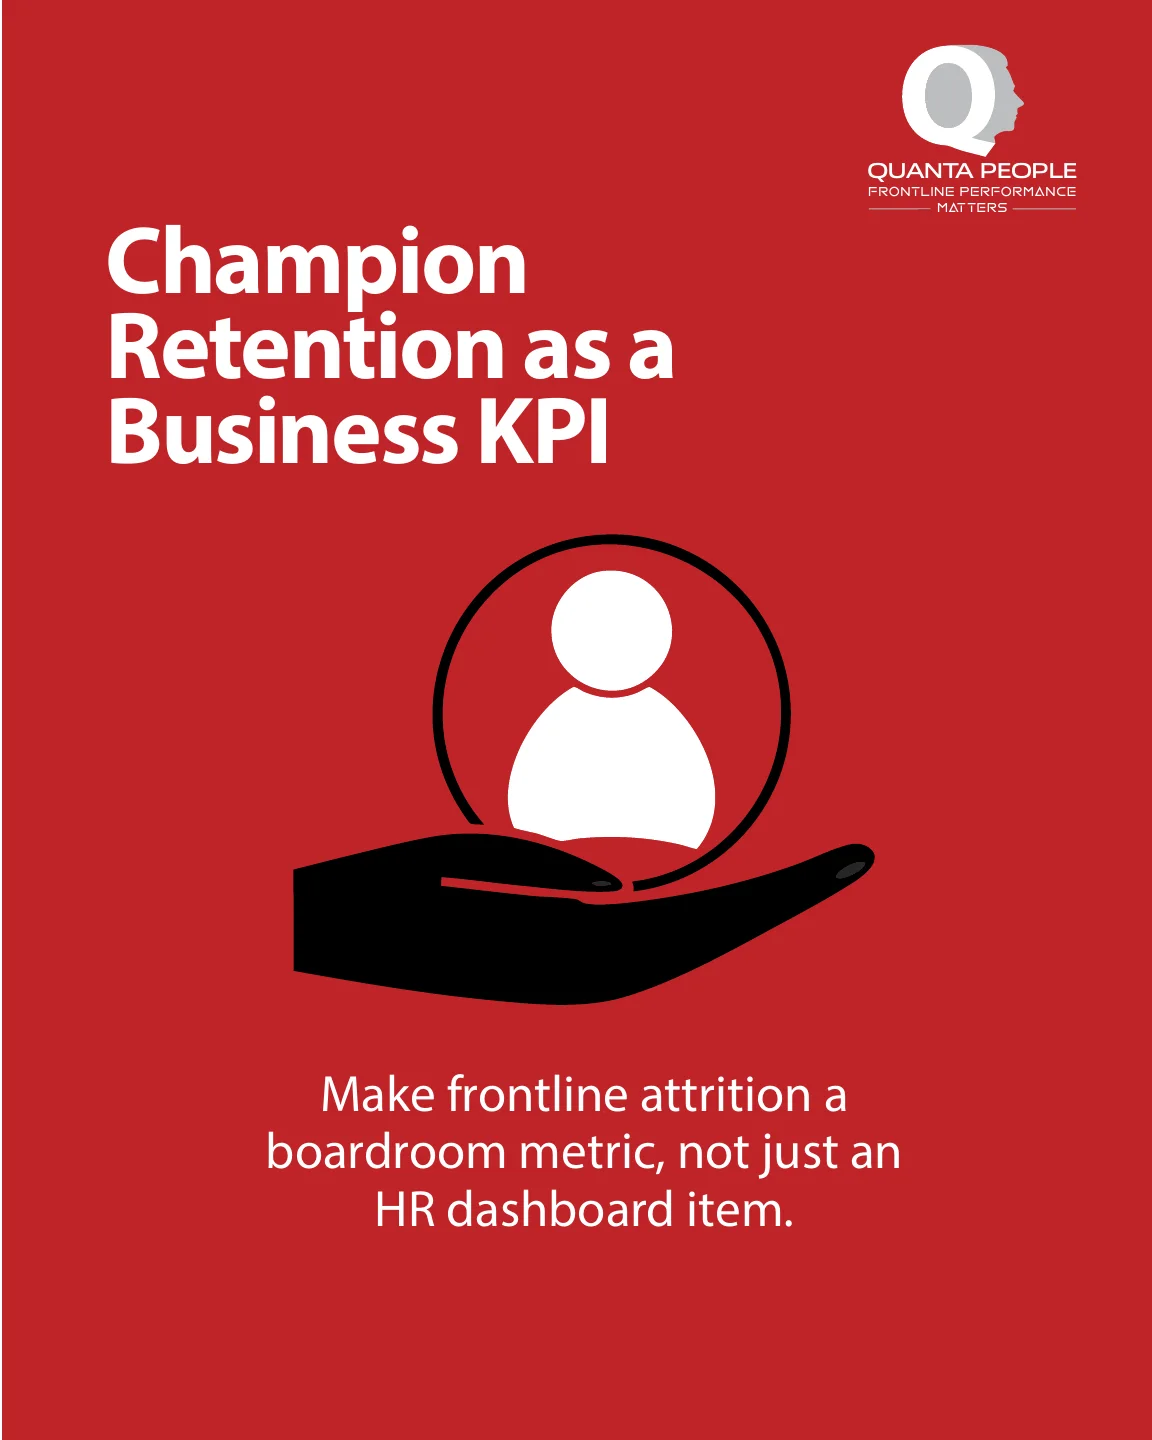 QUANTA PEOPLE
FRONTLINE PERFORMANCE
MATTERS
Champion
Retention as a
Business KPI
Make frontline attrition a
boardroom metric, not just an
HR dashboard item.